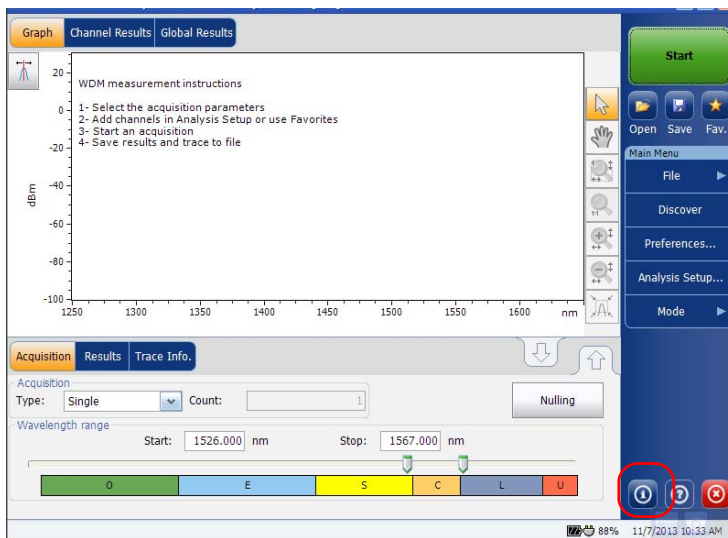 Graph Channel Results Global Results
Start
WDM measurement instructions
1- Select the acquisition parameters
2- Add channels in Analysis Setup or use Favorites
3- Start an acquisition
4- Save results and trace to file
20
0
-20
-40
-60
-80
-100
dBm
1250 1300 1350 1400 1450 1500 1550 1600 nm
1:1
Open Save Fav.
Main Menu
File
Discover
Preferences...
Analysis Setup...
Mode
Acquisition Results Trace Info.
Acquisition
Type: Single Count: 1
Nulling
Wavelength range
Start: 1526.000 nm Stop: 1567.000 nm
O E S C L U
88% 11/7/2013 10:33 AM